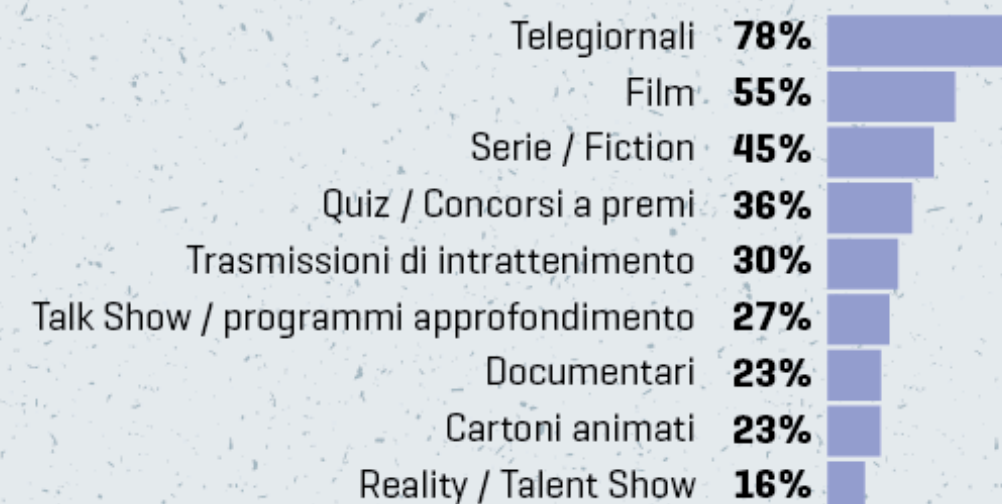 Telegiornali 78%
Film 55%
Serie / Fiction 45%
Quiz / Concorsi a premi 36%
Trasmissioni di intrattenimento 30%
Talk Show / programmi approfondimento 27%
Documentari 23%
Cartoni animati 23%
Reality / Talent Show 16%